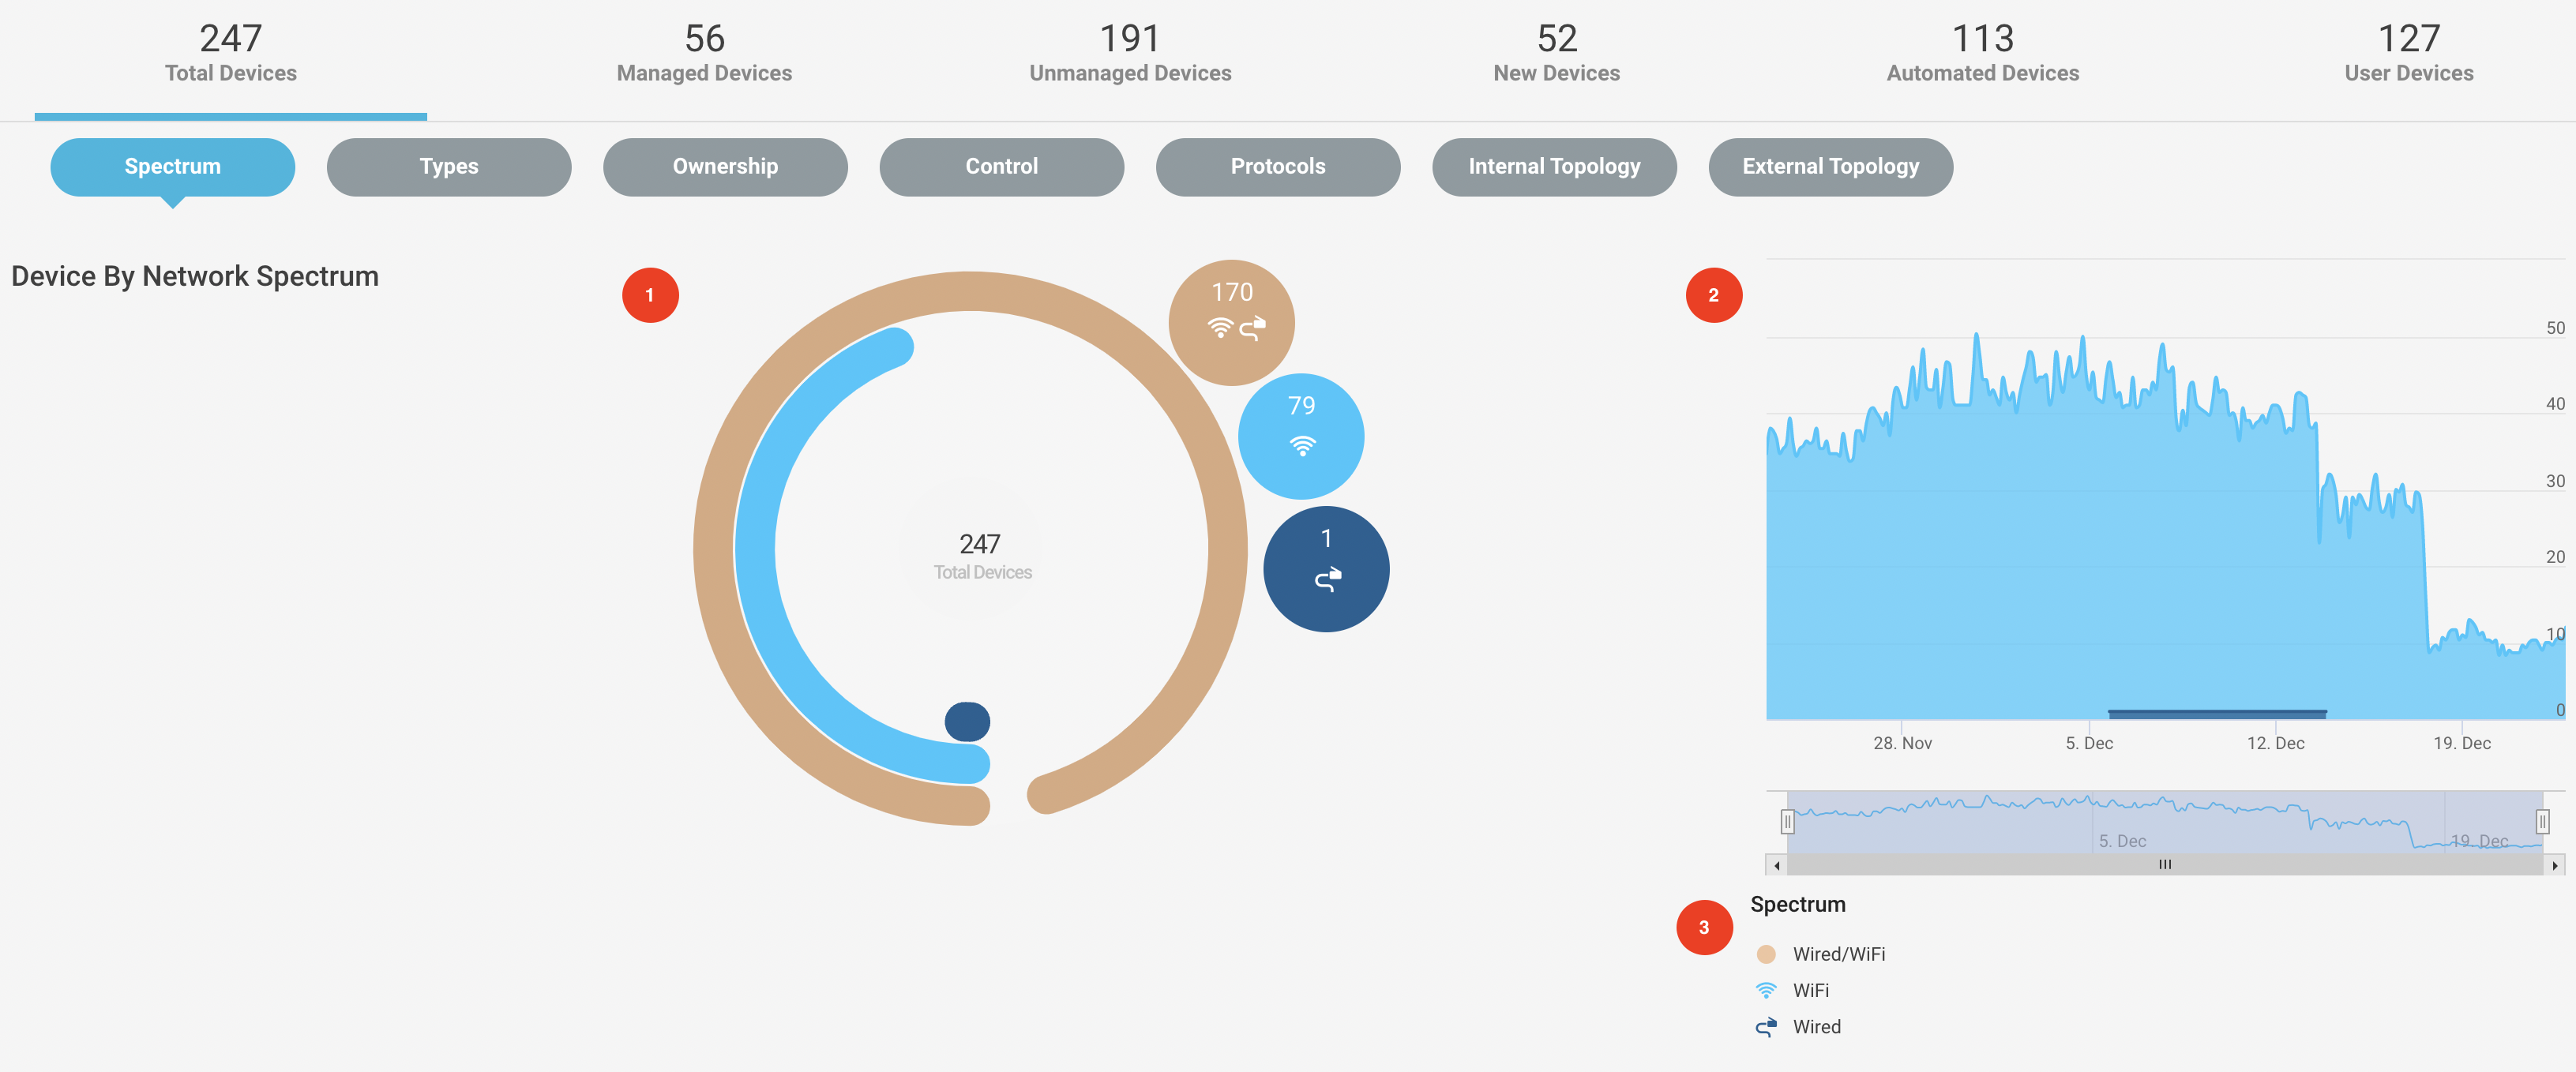 247
Total Devices
56
Managed Devices
191
Unmanaged Devices
52
New Devices
113
Automated Devices
127
User Devices
Spectrum
Types
Ownership
Control
Protocols
Internal Topology
External Topology
Device By Network Spectrum
1
170
79
1
247
Total Devices
2
50
40
30
20
10
0
28. Nov
5. Dec
12. Dec
19. Dec
5. Dec
19. Dec
3
Spectrum
Wired/WiFi
WiFi
Wired